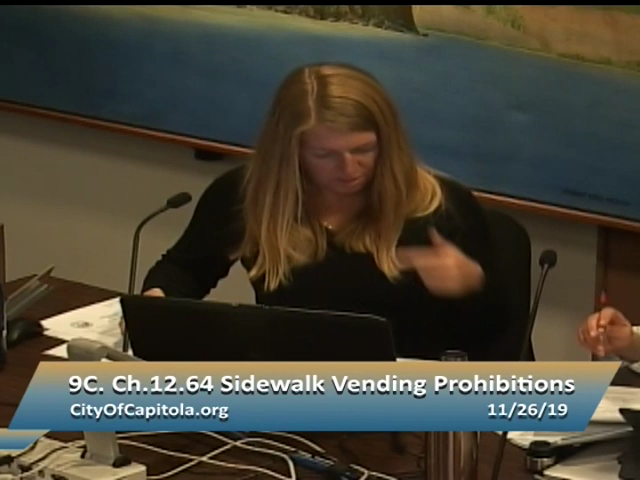 9C. Ch.12.64 Sidewalk Vending Prohibitions
CityOfCapitola.org 11/26/19